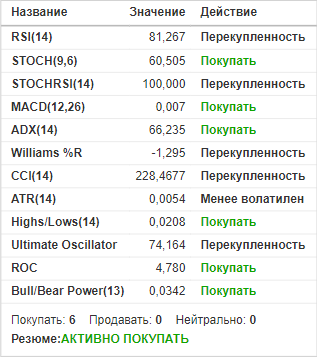 Название Значение Действие
RSI(14) 81,267 Перекупленность
STOCH(9,6) 60,505 Покупать
STOCHRSI(14) 100,000 Перекупленность
MACD(12,26) 0,007 Покупать
ADX(14) 66,235 Покупать
Williams %R -1,295 Перекупленность
CCI(14) 228,4677 Перекупленность
ATR(14) 0,0054 Менее волатилен
Highs/Lows(14) 0,0208 Покупать
Ultimate Oscillator 74,164 Перекупленность
ROC 4,780 Покупать
Bull/Bear Power(13) 0,0342 Покупать
Покупать: 6 Продавать: 0 Нейтрально: 0
Резюме:АКТИВНО ПОКУПАТЬ